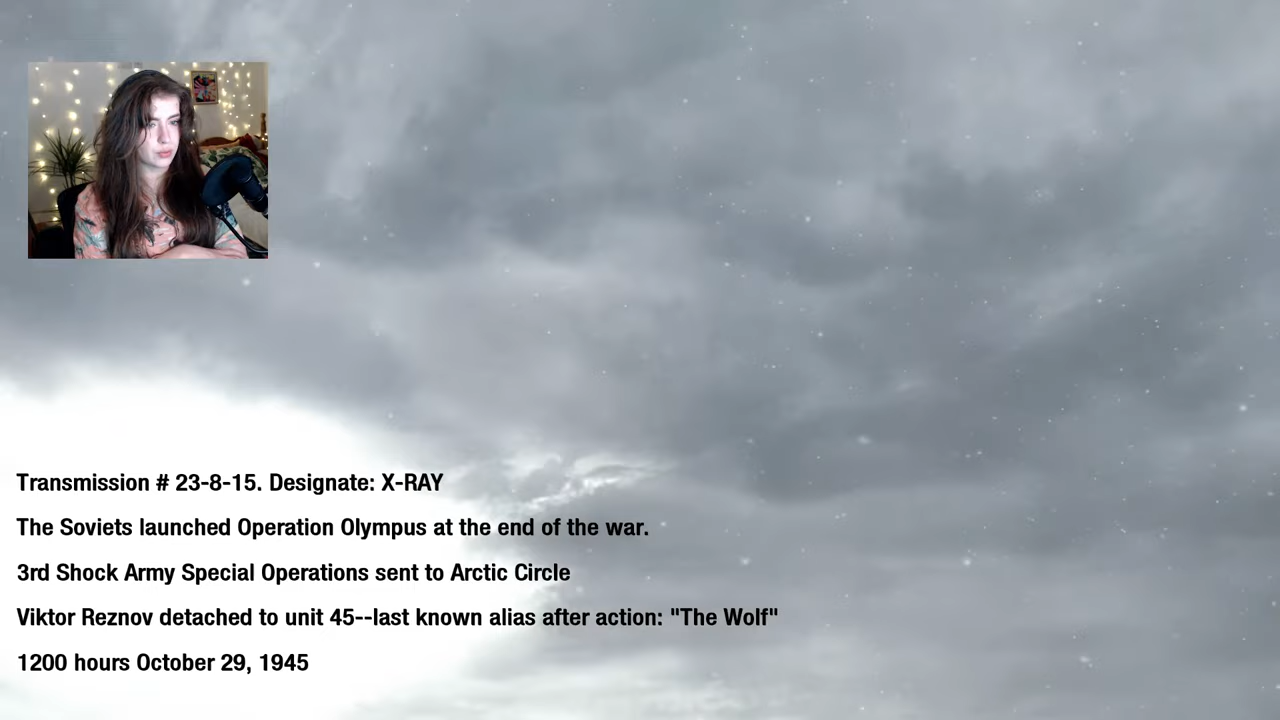 Transmission # 23-8-15. Designate: X-RAY
The Soviets launched Operation Olympus at the end of the war.
3rd Shock Army Special Operations sent to Arctic Circle
Viktor Reznov detached to unit 45--last known alias after action: "The Wolf"
1200 hours October 29, 1945